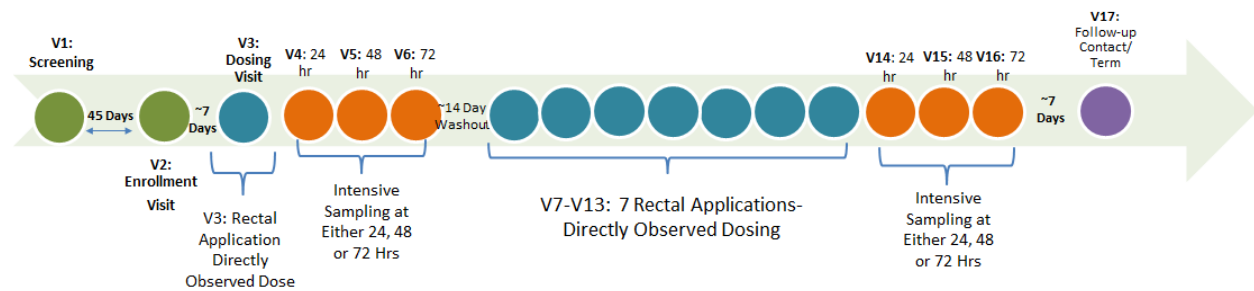 V1:
Screening
45 Days
V2:
Enrollment
Visit
~7
Days
V3:
Dosing
Visit
V3: Rectal
Application
Directly
Observed Dose
V4: 24
hr
V5: 48
hr
V6: 72
hr
Intensive
Sampling at
Either 24, 48
or 72 Hrs
~14 Day
Washout
V7-V13: 7 Rectal Applications-
Directly Observed Dosing
V14: 24
hr
V15: 48
hr
V16: 72
hr
Intensive
Sampling at
Either 24, 48
or 72 Hrs
~7
Days
V17:
Follow-up
Contact/
Term